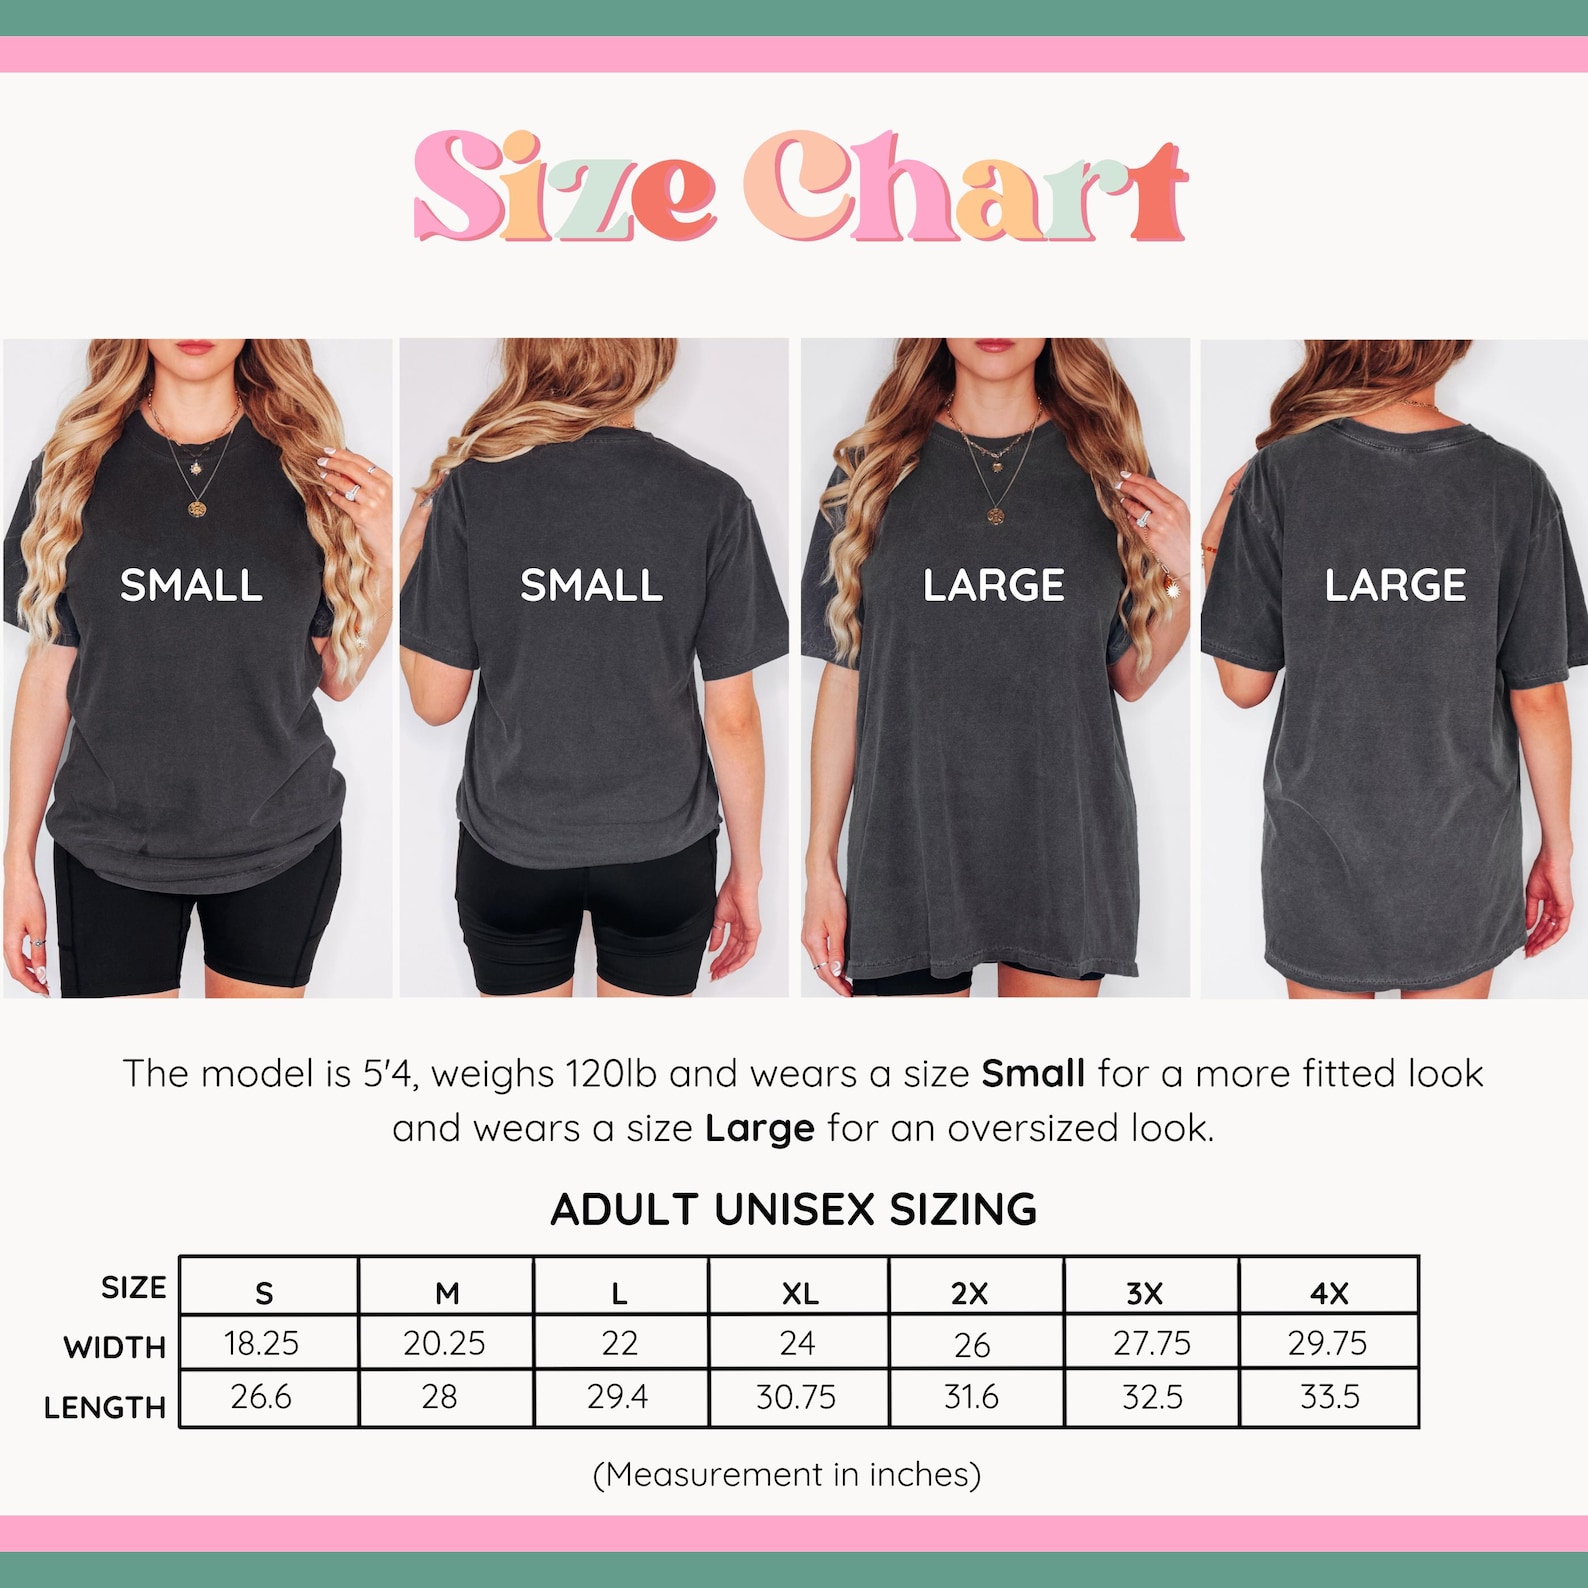 Size Chart
SMALL
SMALL
LARGE
LARGE
The model is 5'4, weighs 120lb and wears a size Small for a more fitted look
and wears a size Large for an oversized look.
ADULT UNISEX SIZING
SIZE S M L XL 2X 3X 4X
WIDTH 18.25 20.25 22 24 26 27.75 29.75
LENGTH 26.6 28 29.4 30.75 31.6 32.5 33.5
(Measurement in inches)